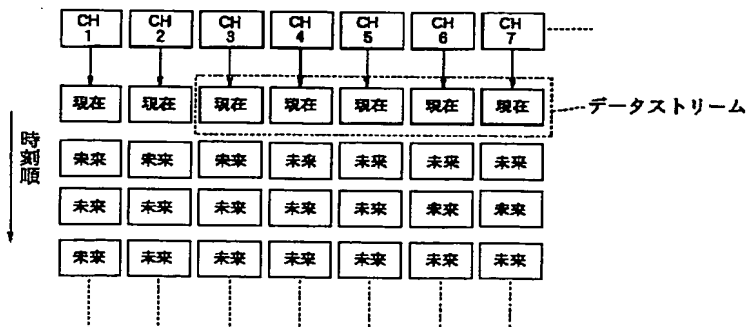 CH 1 CH 2 CH 3 CH 4 CH 5 CH 6 CH 7
現在 現在 現在 現在 現在 現在 現在 データストリーム
時刻順
未来 未来 未来 未来 未来 未来 未来
未来 未来 未来 未来 未来 未来 未来
未来 未来 未来 未来 未来 未来 未来